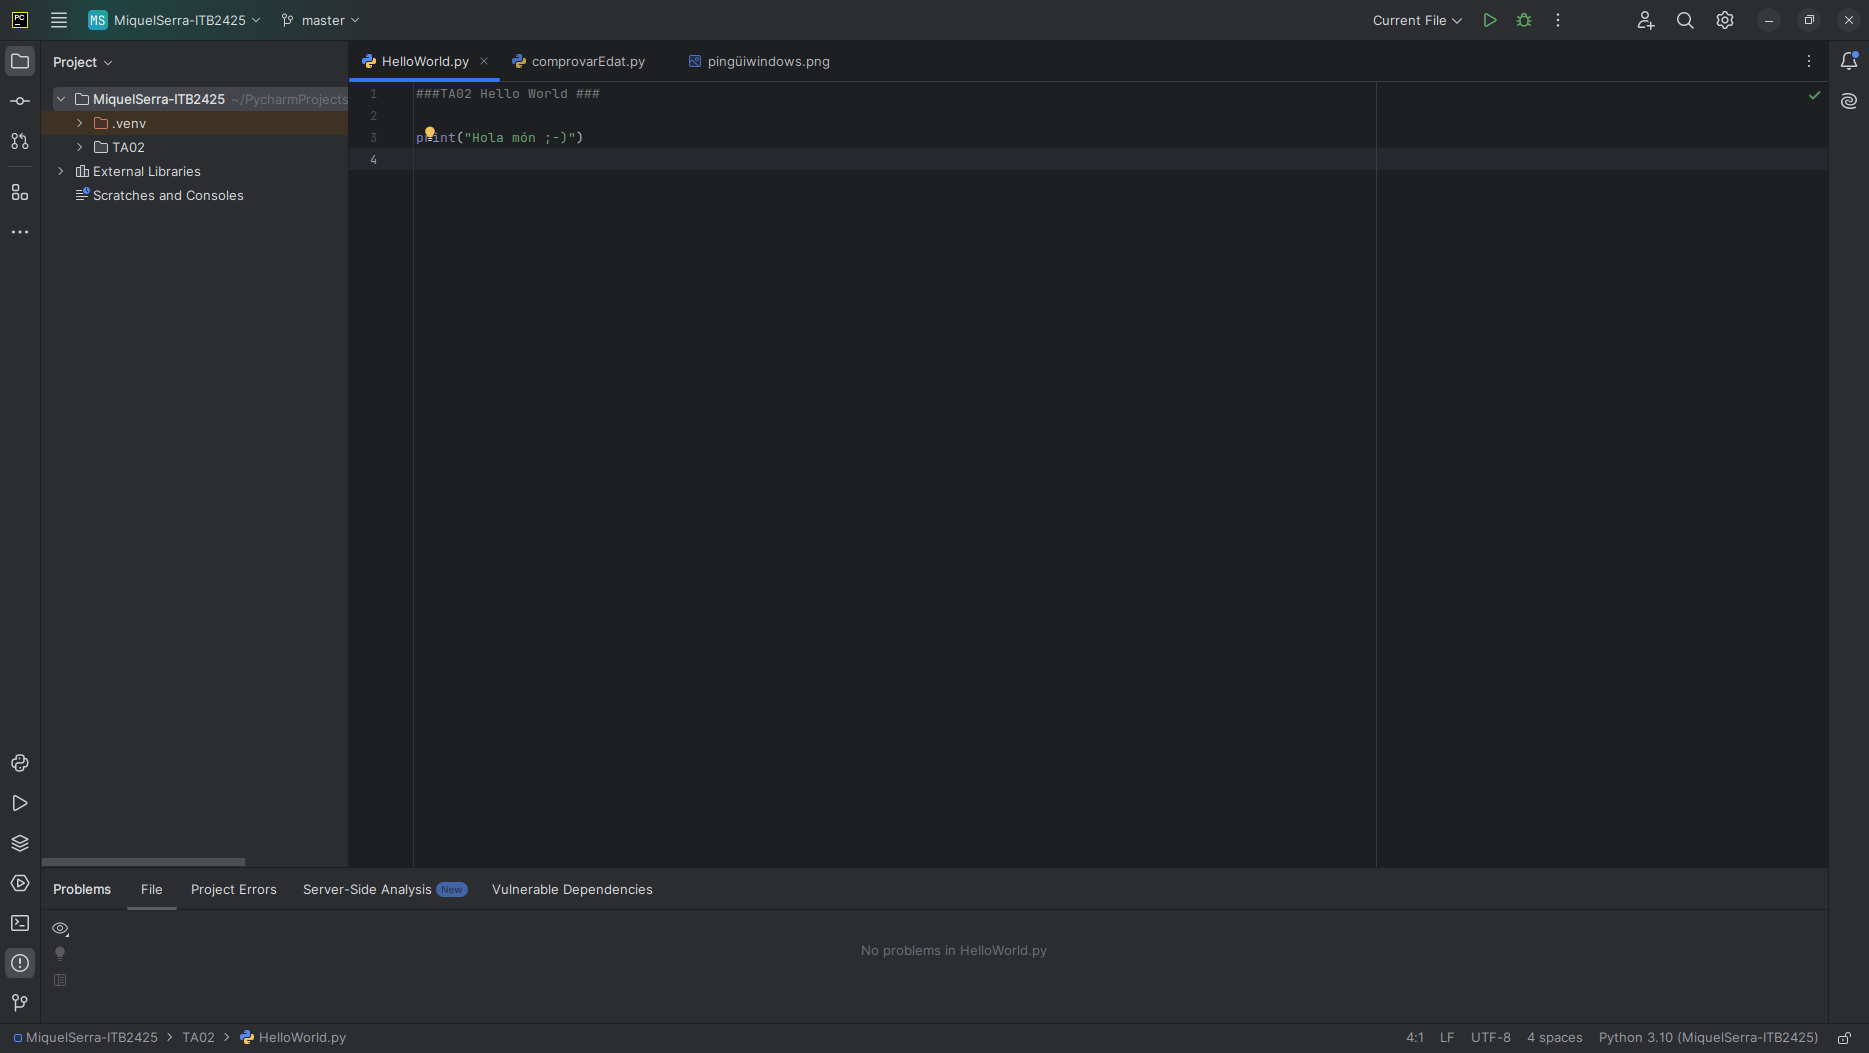 PC
MS MiquelSerra-ITB2425
master
Current File
Project
HelloWorld.py
comprovarEdat.py
pingüiwindows.png
MiquelSerra-ITB2425 ~/PycharmProjects
.venv
TA02
External Libraries
Scratches and Consoles
1 ###TA02 Hello World ###
2
3 print("Hola món ;-)")
4
Problems File Project Errors Server-Side Analysis New Vulnerable Dependencies
No problems in HelloWorld.py
MiquelSerra-ITB2425 > TA02 > HelloWorld.py
4:1 LF UTF-8 4 spaces Python 3.10 (MiquelSerra-ITB2425)